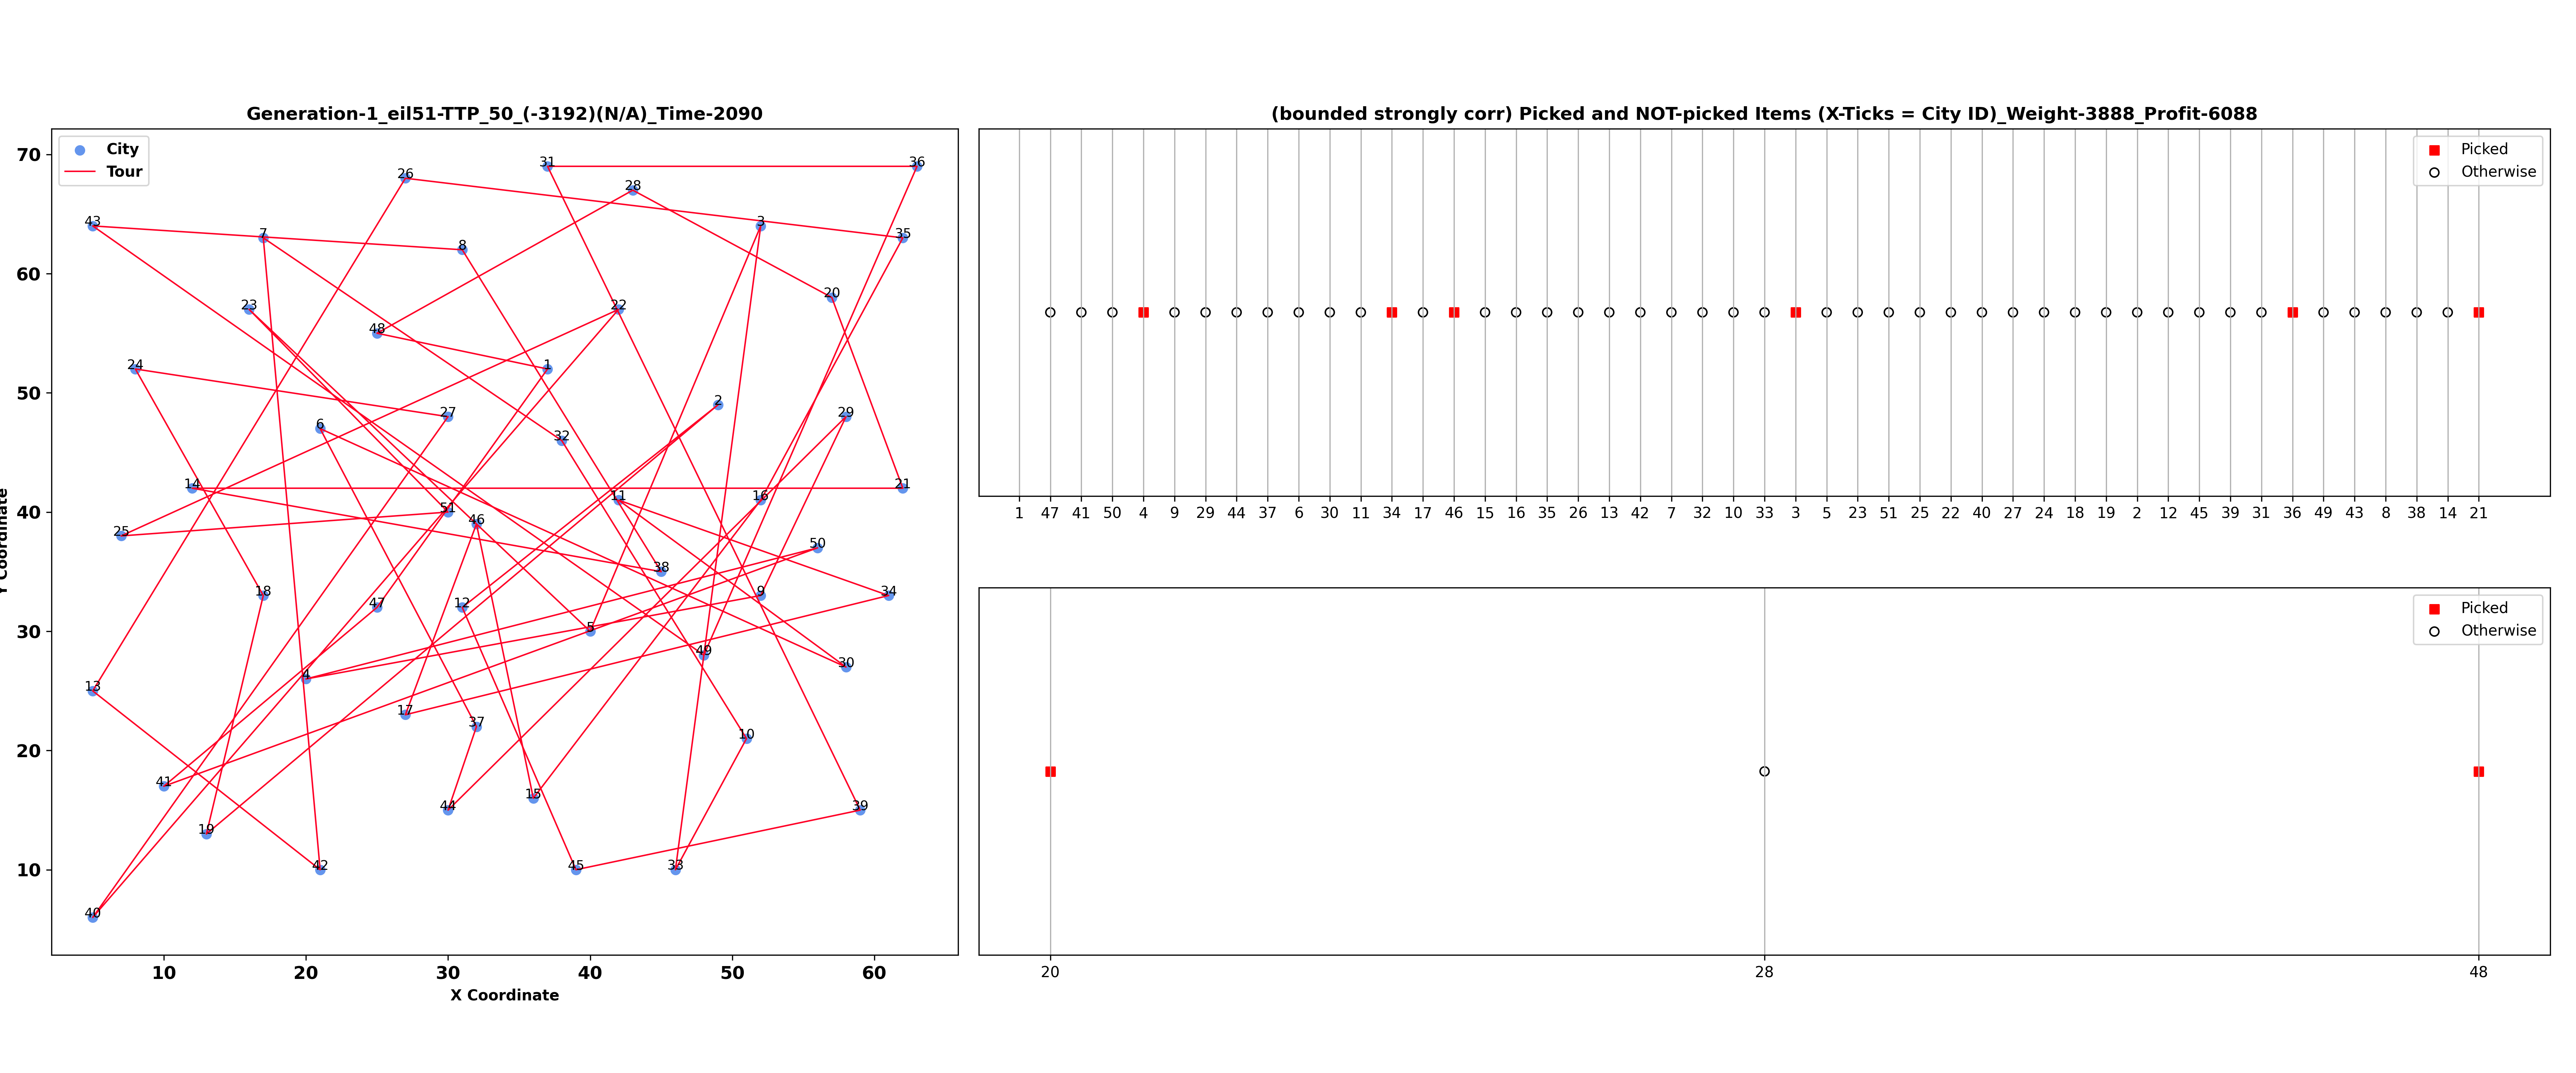 Generation-1_eil51-TTP_50_(-3192)(N/A)_Time-2090
City
Tour
70
60
50
40
30
20
10
10 20 30 40 50 60
X Coordinate
Y Coordinate
31 36
26
28
43 7 8 3 35
20
23 22
48
24 1
2
27 29
6
32
14 21
11 16
51
46
25
50
38
18 9 34
47 12
5
49
30
4
13
17 37
10
41
44 15 39
19
42 45 33
40
(bounded strongly corr) Picked and NOT-picked Items (X-Ticks = City ID)_Weight-3888_Profit-6088
Picked
Otherwise
1 47 41 50 4 9 29 44 37 6 30 11 34 17 46 15 16 35 26 13 42 7 32 10 33 3 5 23 51 25 22 40 27 24 18 19 2 12 45 39 31 36 49 43 8 38 14 21
Picked
Otherwise
20 28 48